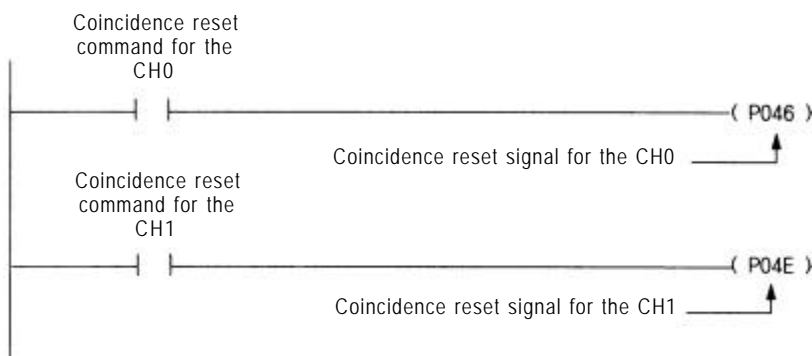 Coincidence reset
command for the
CH0
( P046 )
Coincidence reset signal for the CH0
Coincidence reset
command for the
CH1
( P04E )
Coincidence reset signal for the CH1